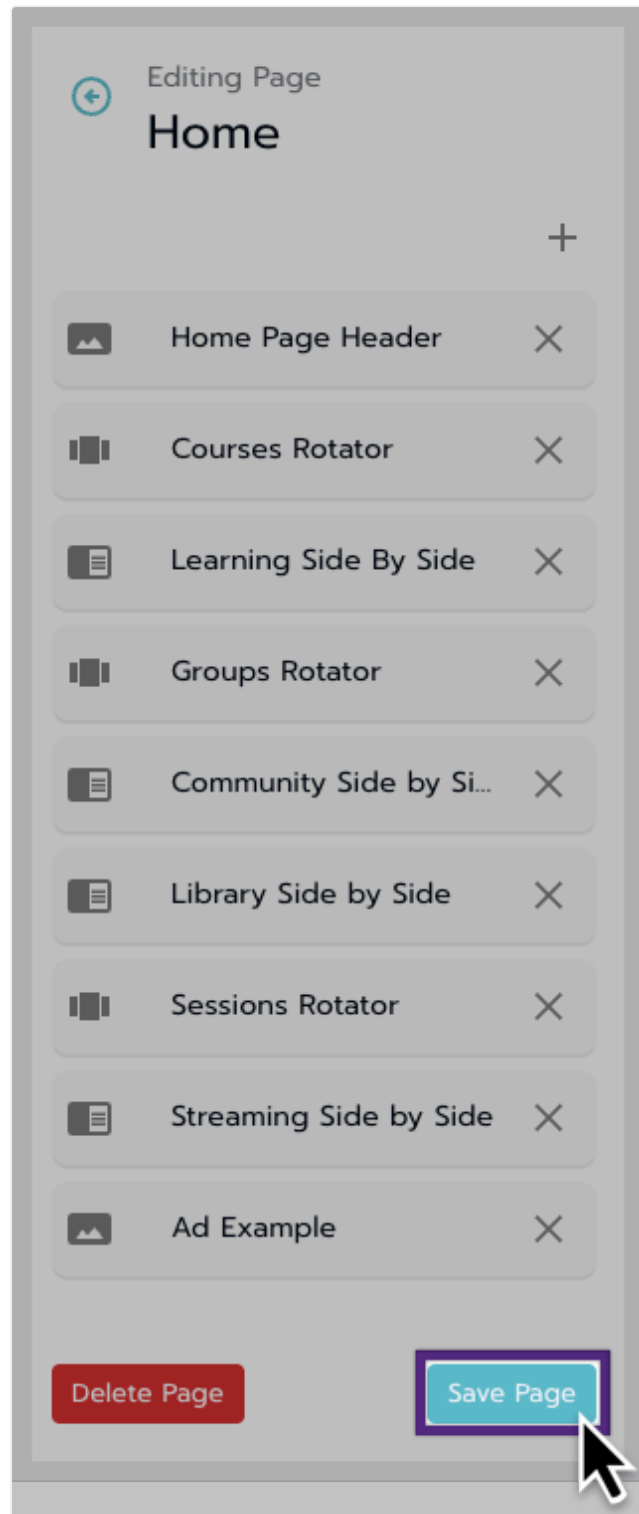 Editing Page
Home
Home Page Header
Courses Rotator
Learning Side By Side
Groups Rotator
Community Side by Si...
Library Side by Side
Sessions Rotator
Streaming Side by Side
Ad Example
Delete Page
Save Page